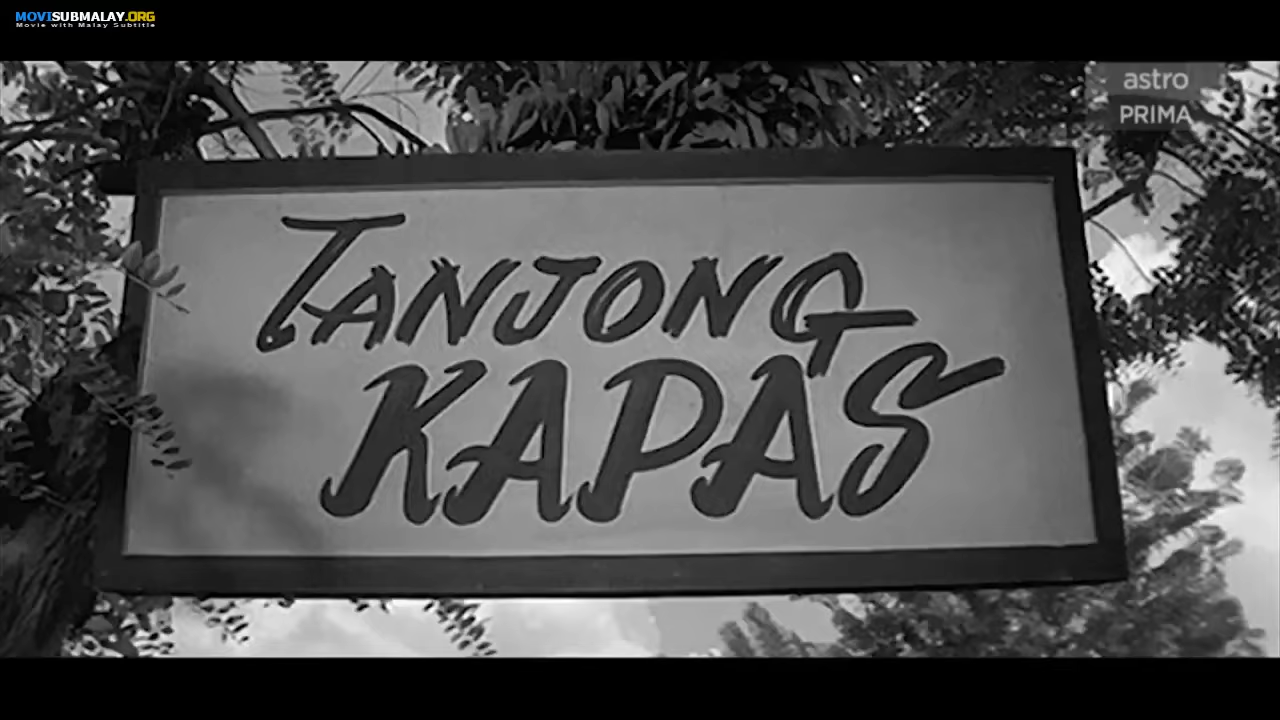 MOVISUBMALAY.ORG
Movie with Malay Subtitle
astro
PRIMA
TANJONG
KAPAS